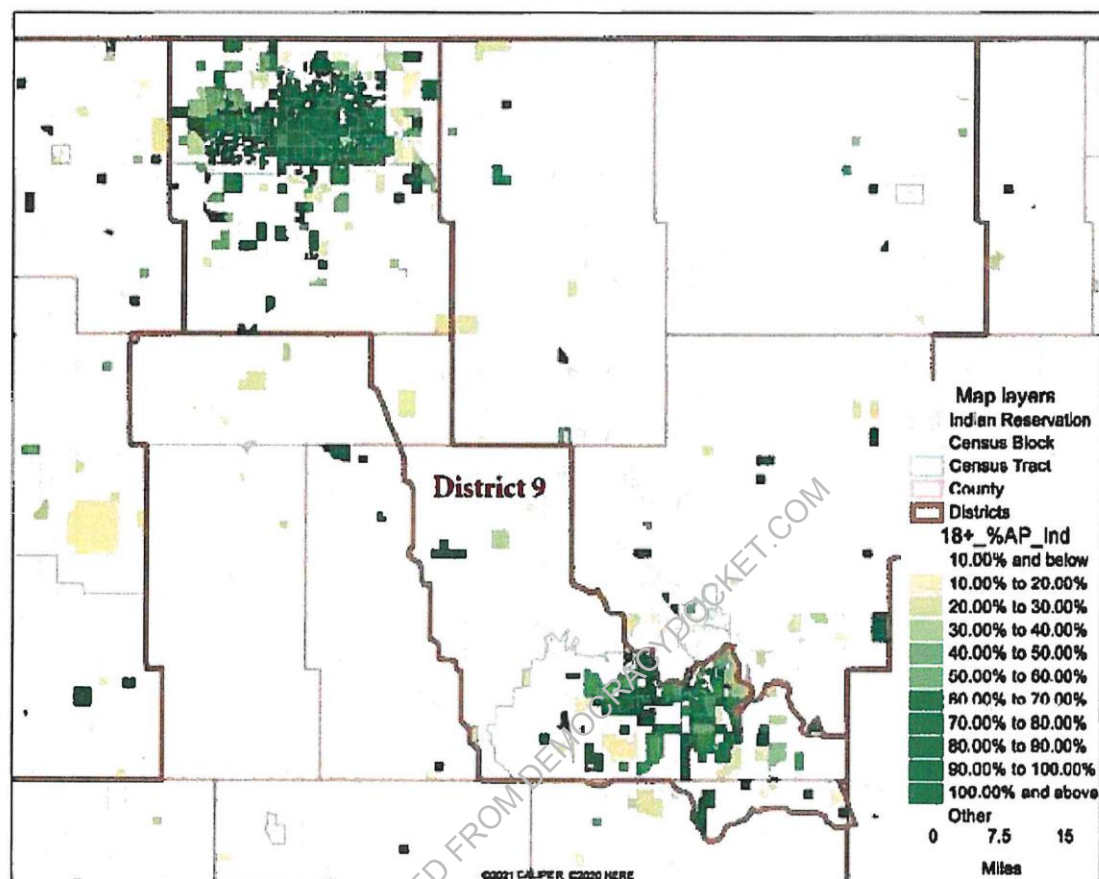 District 9
Map layers
Indian Reservation
Census Block
Census Tract
County
Districts
18+_%AP_Ind
10.00% and below
10.00% to 20.00%
20.00% to 30.00%
30.00% to 40.00%
40.00% to 50.00%
50.00% to 60.00%
60.00% to 70.00%
70.00% to 80.00%
80.00% to 90.00%
90.00% to 100.00%
100.00% and above
Other
0 7.5 15
Miles
©2021 CALIPER ©2020 HERE
ED FROM DEMOCRACYDOCKET.COM